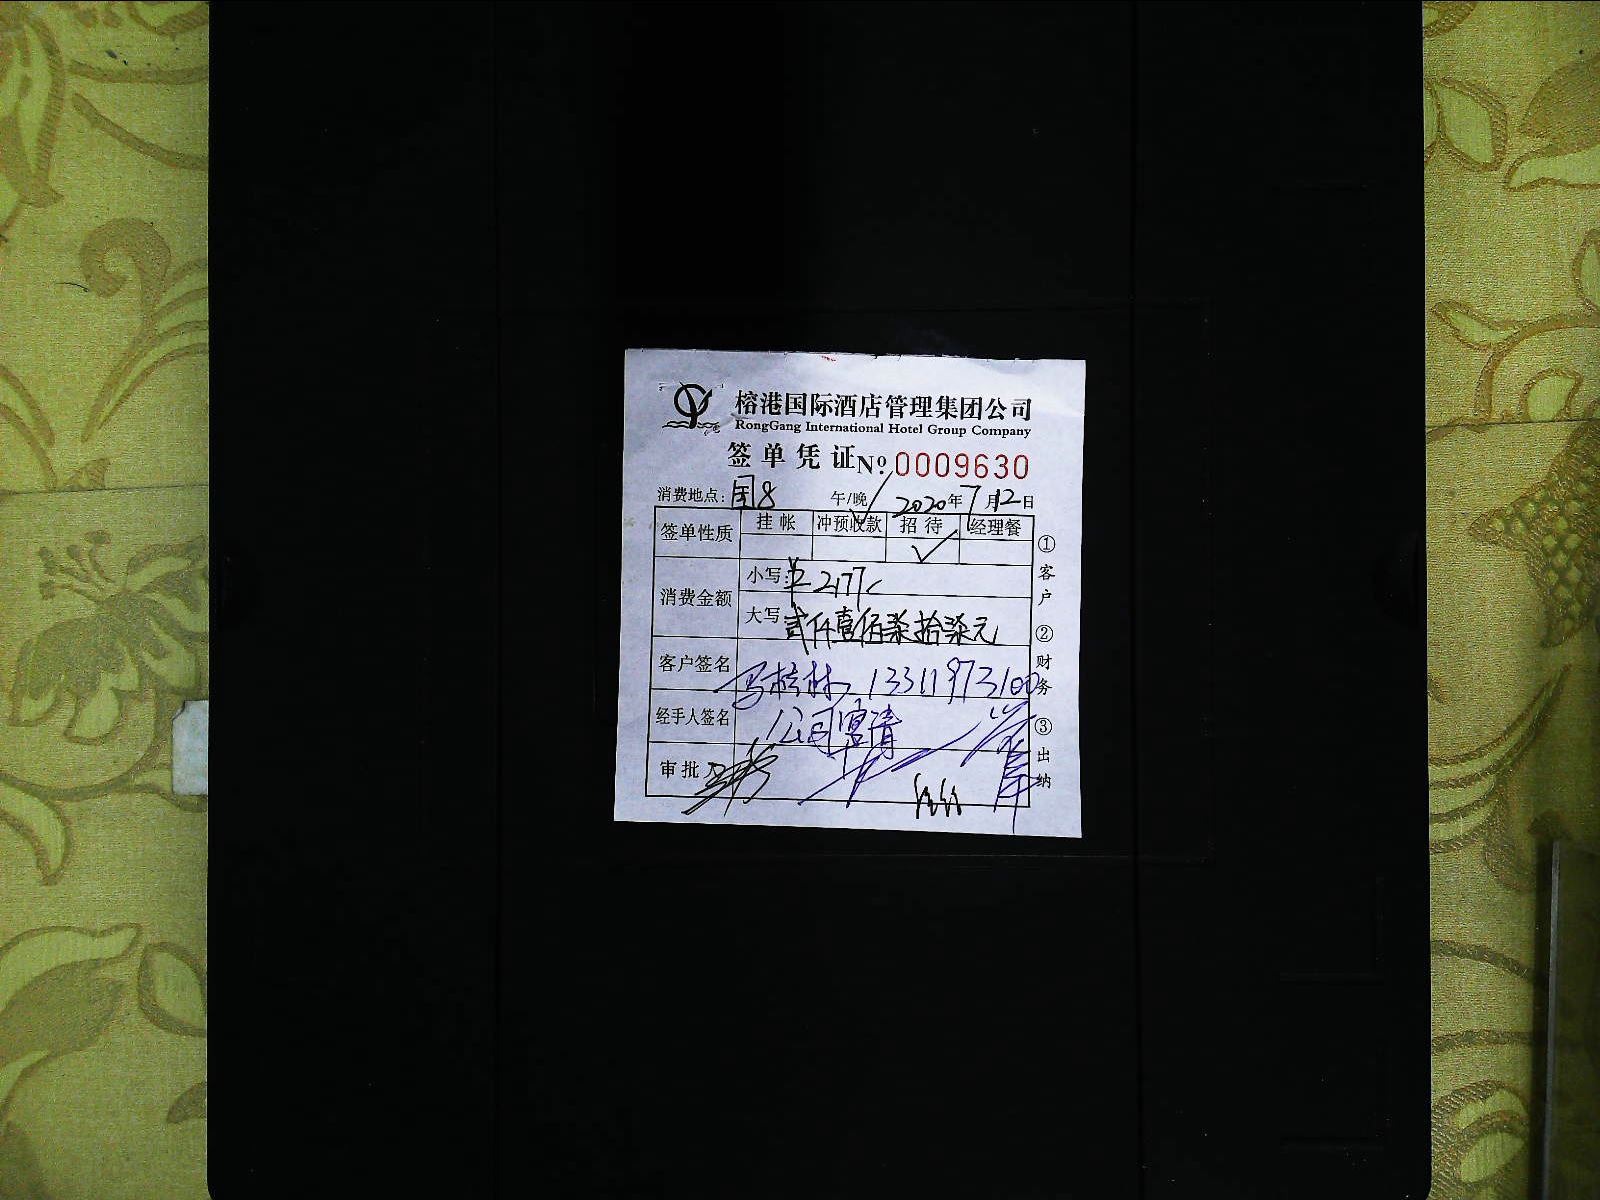 榕港国际酒店管理集团公司
RongGang International Hotel Group Company
签单凭证 № 0009630
消费地点：国8 午/晚 2020年7月12日
签单性质 挂帐 冲预收款 招待 经理餐
✓
消费金额 小写：¥2177
大写 贰仟壹佰柒拾柒元
客户签名 马桂林 13311973100
经手人签名 公司宴请
审批人
①客户 ②财务 ③出纳